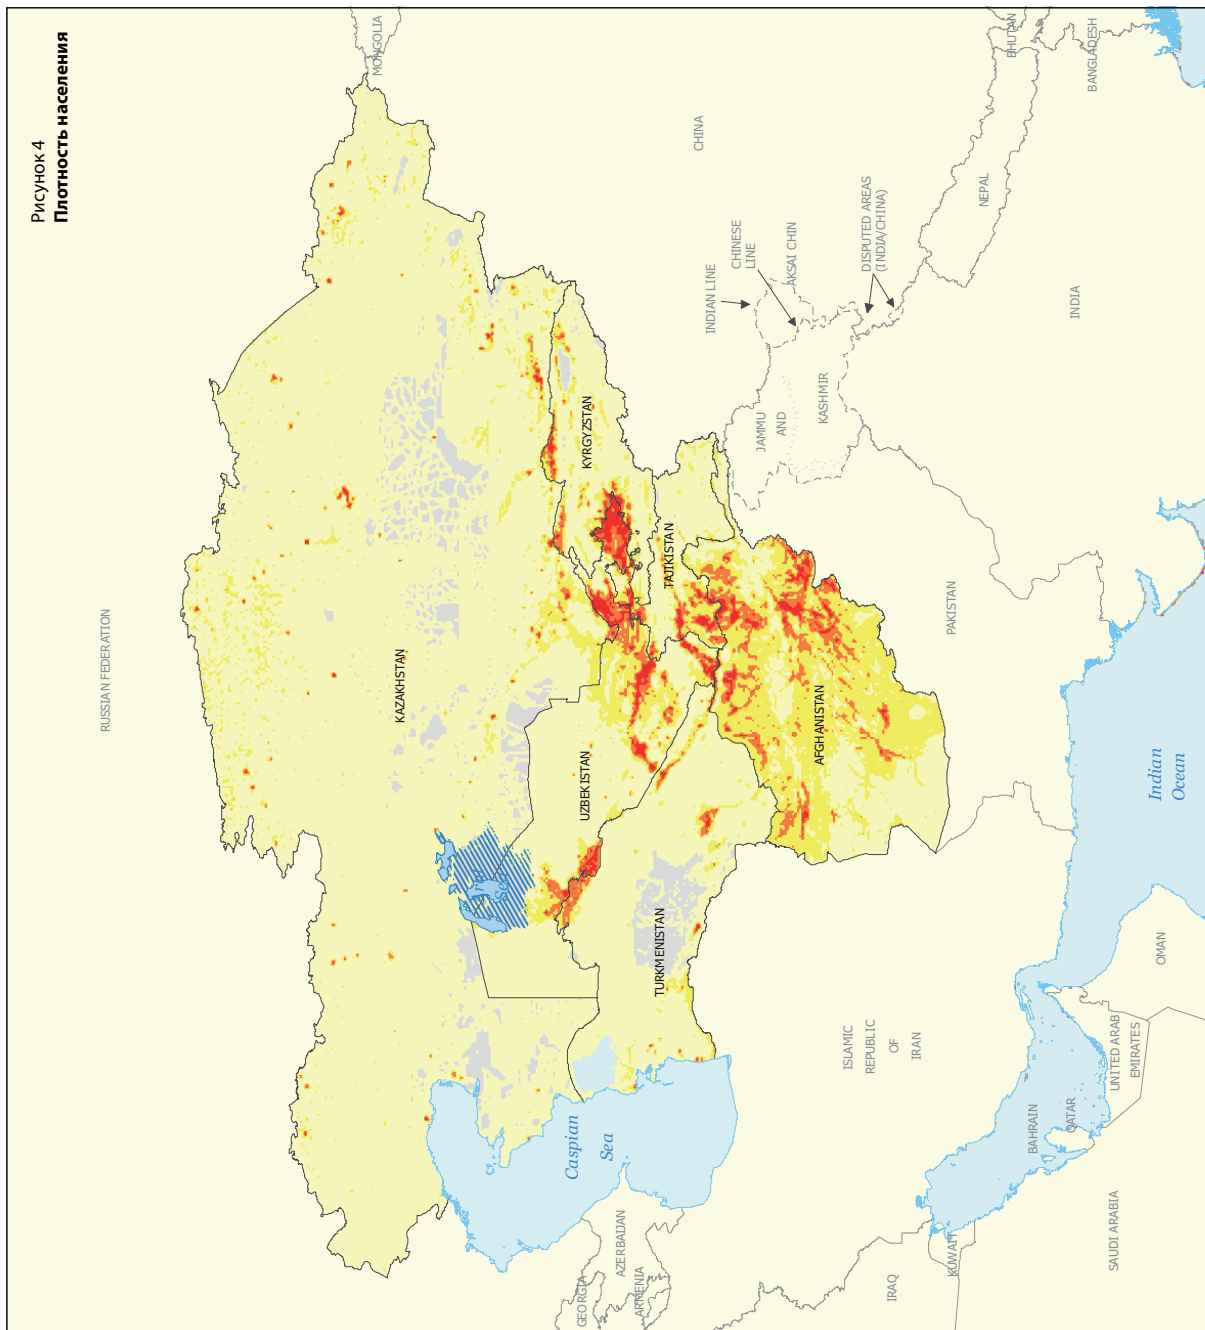 Рисунок 4
Плотность населения
RUSSIAN FEDERATION
MONGOLIA
KAZAKHSTAN
CHINA
UZBEKISTAN
KYRGYZSTAN
TURKMENISTAN
TAJIKISTAN
AFGHANISTAN
Caspian
Sea
GEORGIA
AZERBAIJAN
ARMENIA
INDIAN LINE
CHINESE
LINE
AKSAI CHIN
JAMMU
AND
KASHMIR
DISPUTED AREAS
(INDIA/CHINA)
ISLAMIC
REPUBLIC
OF
IRAN
PAKISTAN
NEPAL
BHUTAN
BANGLADESH
INDIA
IRAQ
KUWAIT
BAHRAIN
QATAR
SAUDI ARABIA
UNITED ARAB
EMIRATES
OMAN
Indian
Ocean